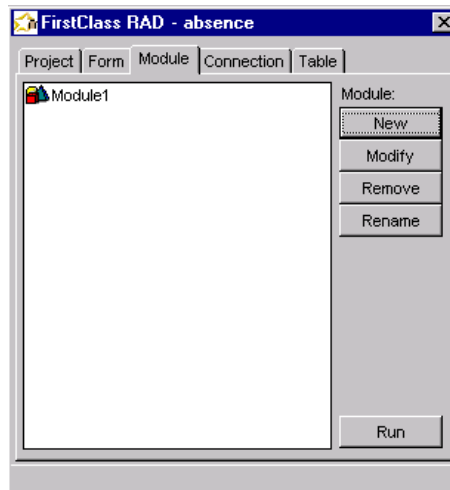 FirstClass RAD - absence
Project Form Module Connection Table
Module1
Module:
New
Modify
Remove
Rename
Run